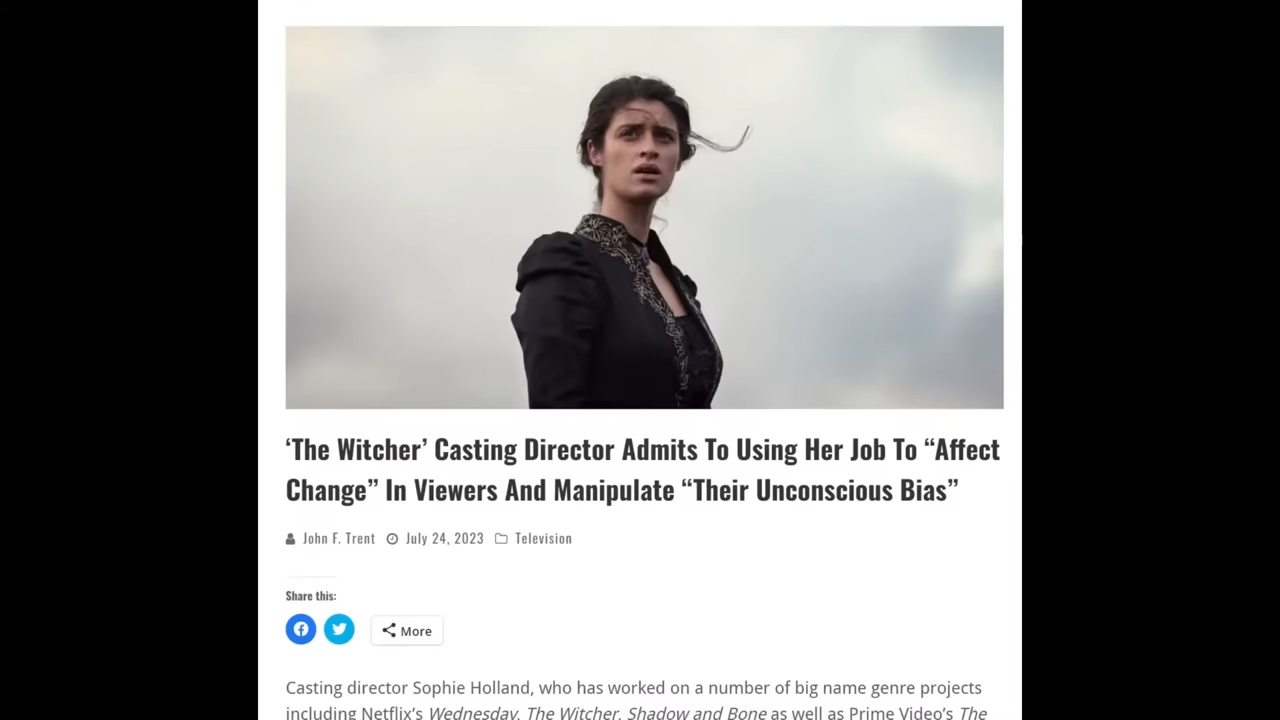 ‘The Witcher’ Casting Director Admits To Using Her Job To “Affect
Change” In Viewers And Manipulate “Their Unconscious Bias”
John F. Trent July 24, 2023 Television
Share this:
More
Casting director Sophie Holland, who has worked on a number of big name genre projects
including Netflix’s Wednesday, The Witcher, Shadow and Bone as well as Prime Video’s The